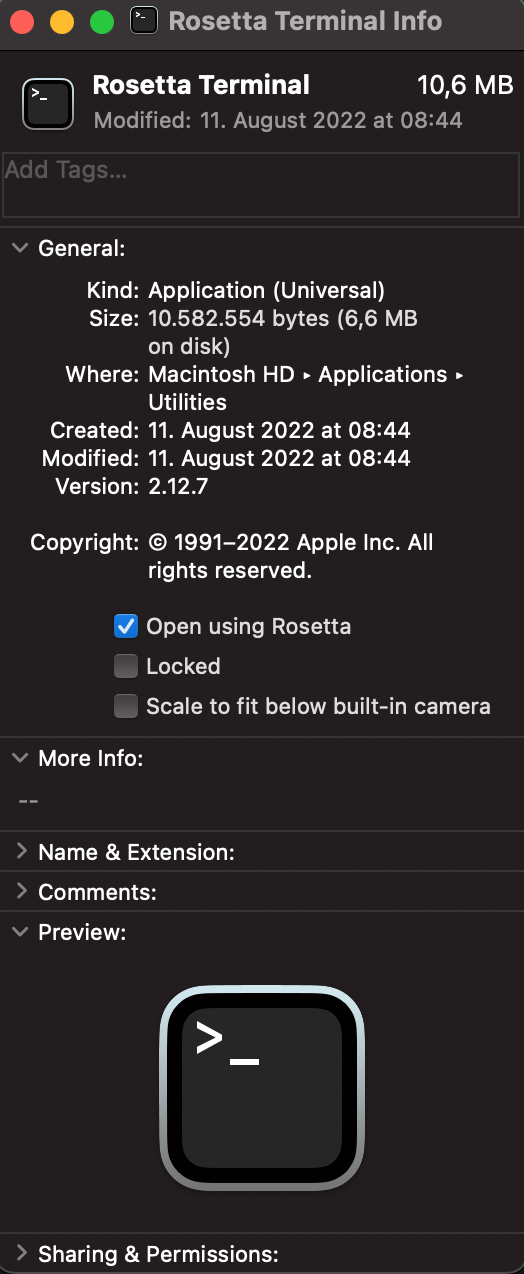 Rosetta Terminal Info
Rosetta Terminal 10,6 MB
Modified: 11. August 2022 at 08:44
Add Tags...
General:
Kind: Application (Universal)
Size: 10.582.554 bytes (6,6 MB
on disk)
Where: Macintosh HD ▸ Applications ▸
Utilities
Created: 11. August 2022 at 08:44
Modified: 11. August 2022 at 08:44
Version: 2.12.7
Copyright: © 1991–2022 Apple Inc. All
rights reserved.
Open using Rosetta
Locked
Scale to fit below built-in camera
More Info:
--
Name & Extension:
Comments:
Preview:
>_
Sharing & Permissions: